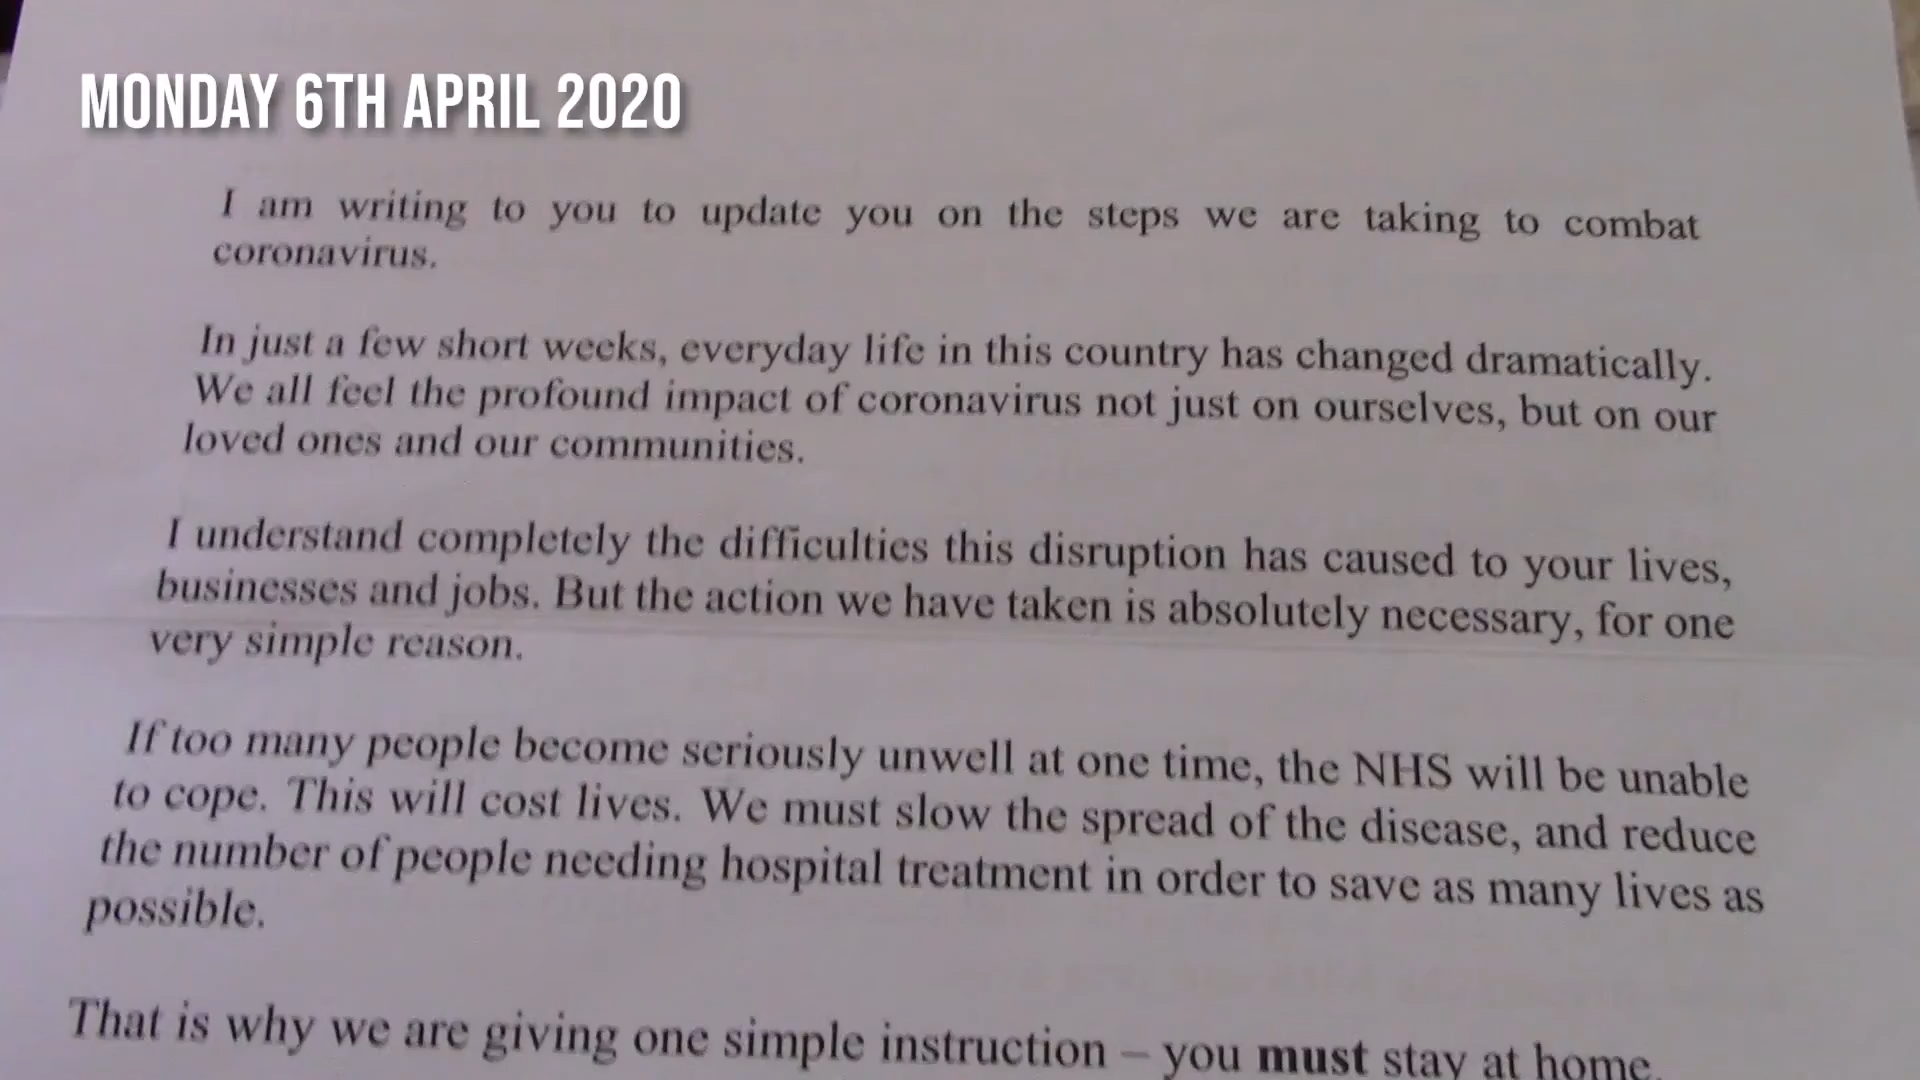 MONDAY 6TH APRIL 2020
I am writing to you to update you on the steps we are taking to combat
coronavirus.
In just a few short weeks, everyday life in this country has changed dramatically.
We all feel the profound impact of coronavirus not just on ourselves, but on our
loved ones and our communities.
I understand completely the difficulties this disruption has caused to your lives,
businesses and jobs. But the action we have taken is absolutely necessary, for one
very simple reason.
If too many people become seriously unwell at one time, the NHS will be unable
to cope. This will cost lives. We must slow the spread of the disease, and reduce
the number of people needing hospital treatment in order to save as many lives as
possible.
That is why we are giving one simple instruction – you must stay at home.